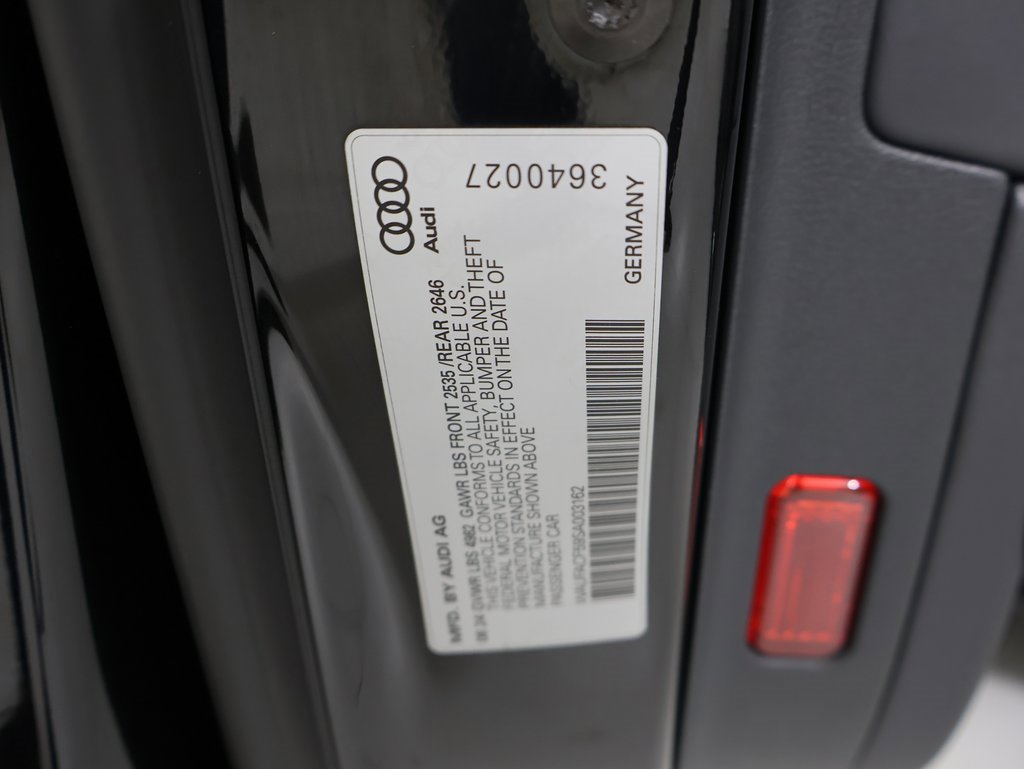 Audi
3640027
GERMANY
MFD. BY AUDI AG
GVWR LBS 4982 GAWR LBS FRONT 2535 /REAR 2646
THIS VEHICLE CONFORMS TO ALL APPLICABLE U.S.
FEDERAL MOTOR VEHICLE SAFETY, BUMPER AND THEFT
PREVENTION STANDARDS IN EFFECT ON THE DATE OF
MANUFACTURE SHOWN ABOVE
PASSENGER CAR